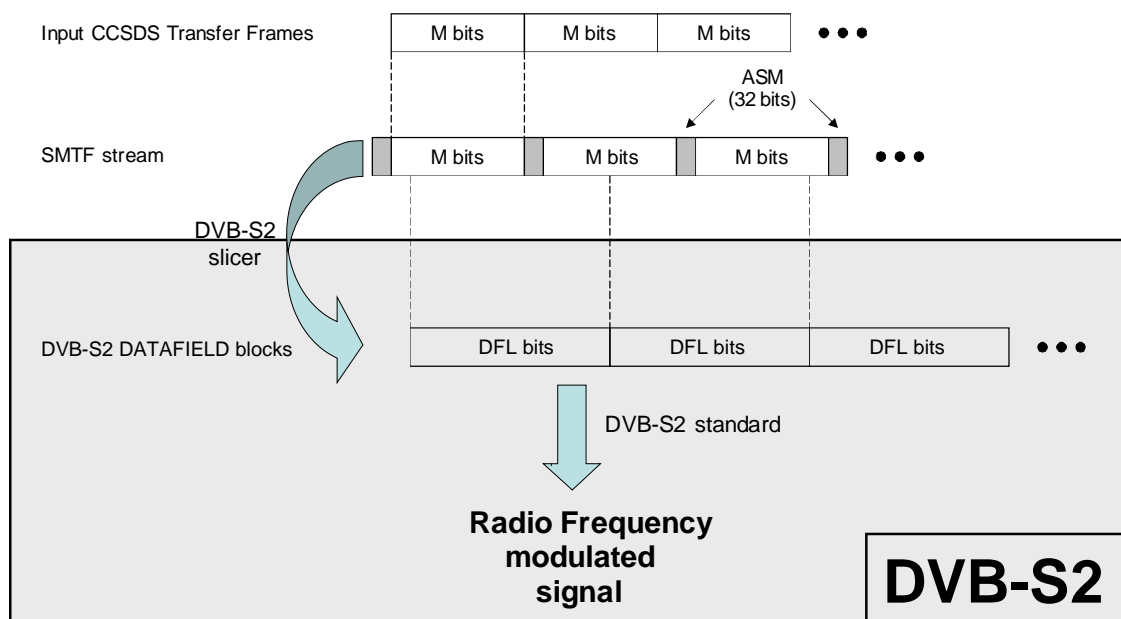 Input CCSDS Transfer Frames
M bits M bits M bits
ASM
(32 bits)
SMTF stream
M bits M bits M bits
DVB-S2
slicer
DVB-S2 DATAFIELD blocks
DFL bits DFL bits DFL bits
DVB-S2 standard
Radio Frequency
modulated
signal
DVB-S2